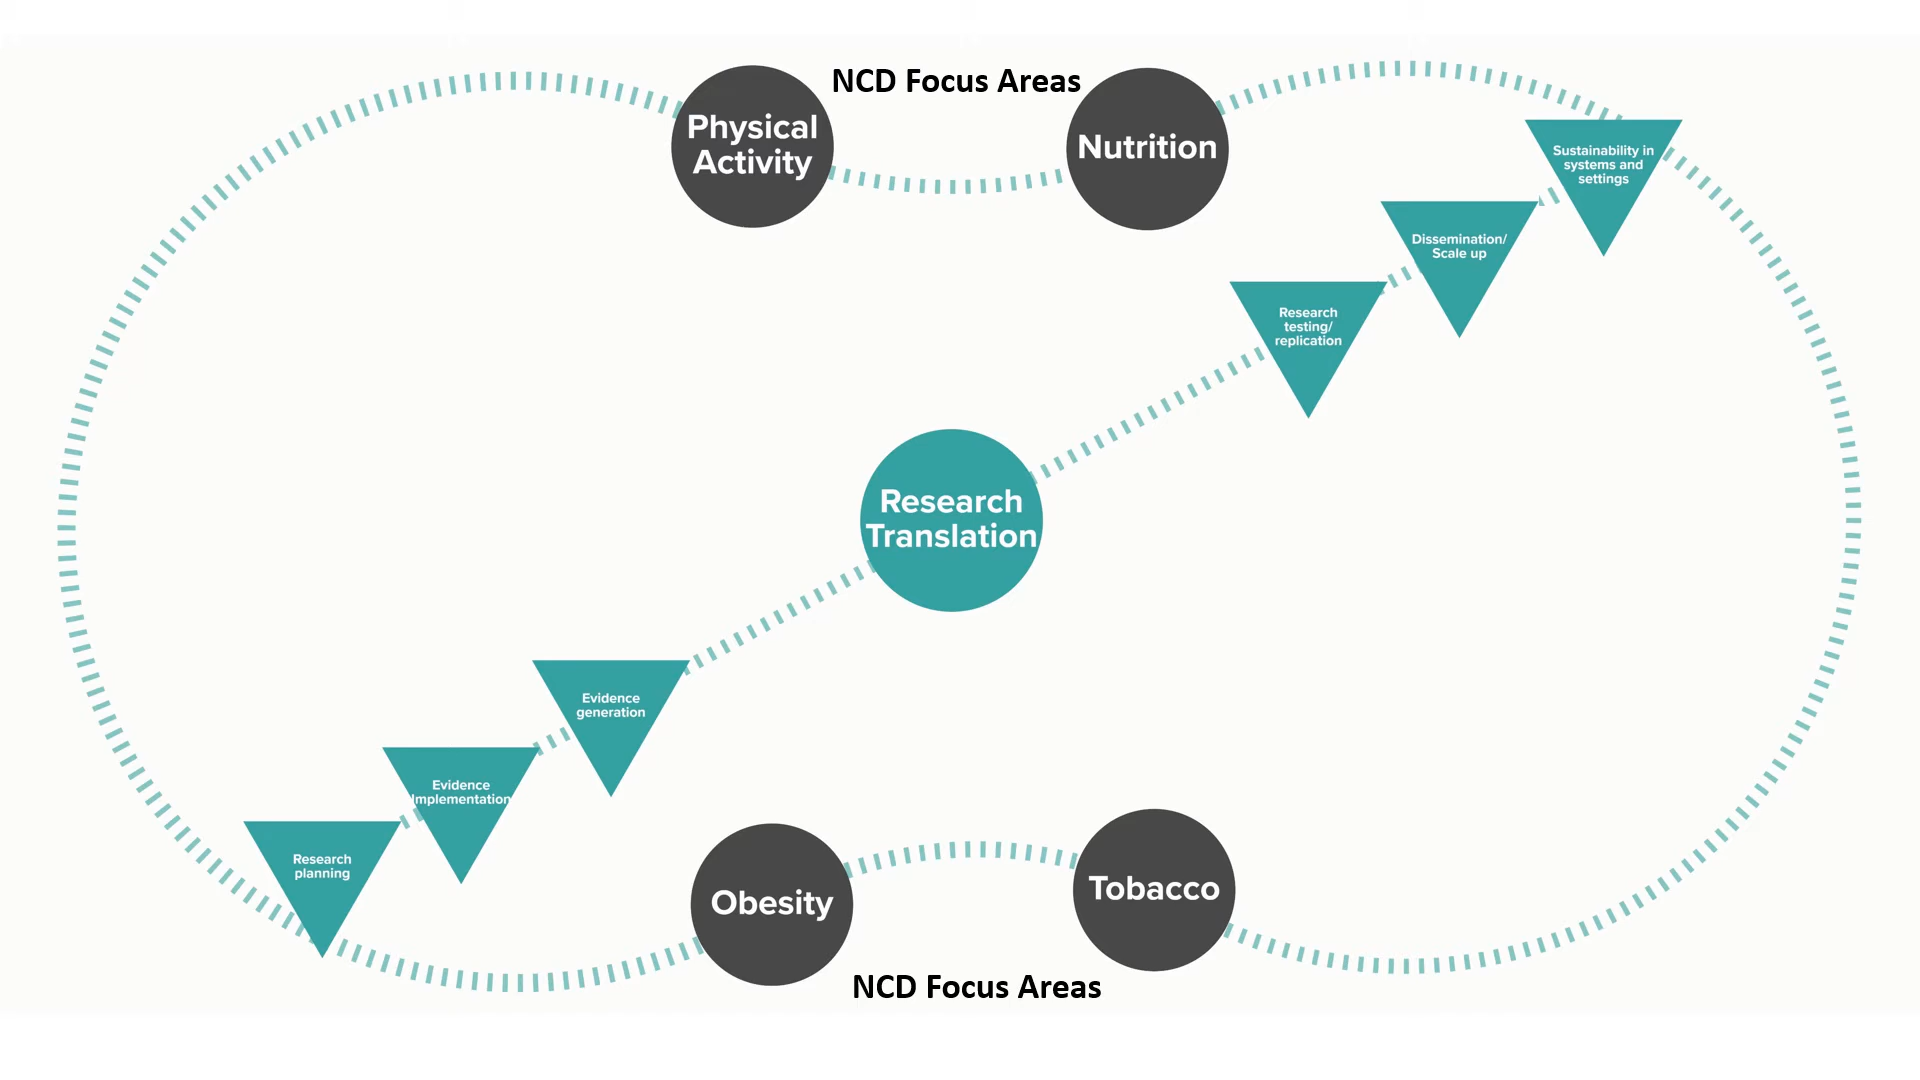 NCD Focus Areas
Physical
Activity
Nutrition
Sustainability in
systems and
settings
Dissemination/
Scale up
Research
testing/
replication
Research
Translation
Evidence
generation
Evidence
Implementation
Research
planning
Obesity
Tobacco
NCD Focus Areas